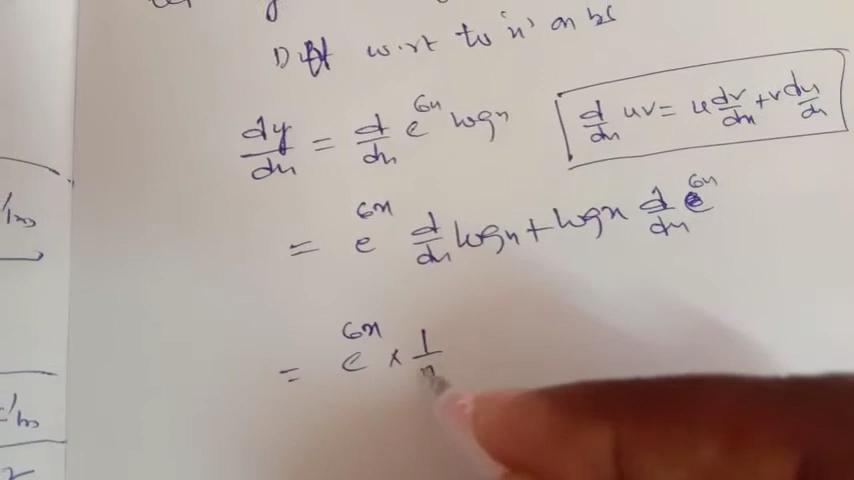 y
Diff w.r.t to 'x' on bs
dy/dx = d/dx e^6x logx
d/dx uv = u dv/dx + v du/dx
= e^6x d/dx logx + logx d/dx e^6x
= e^6x × 1/x